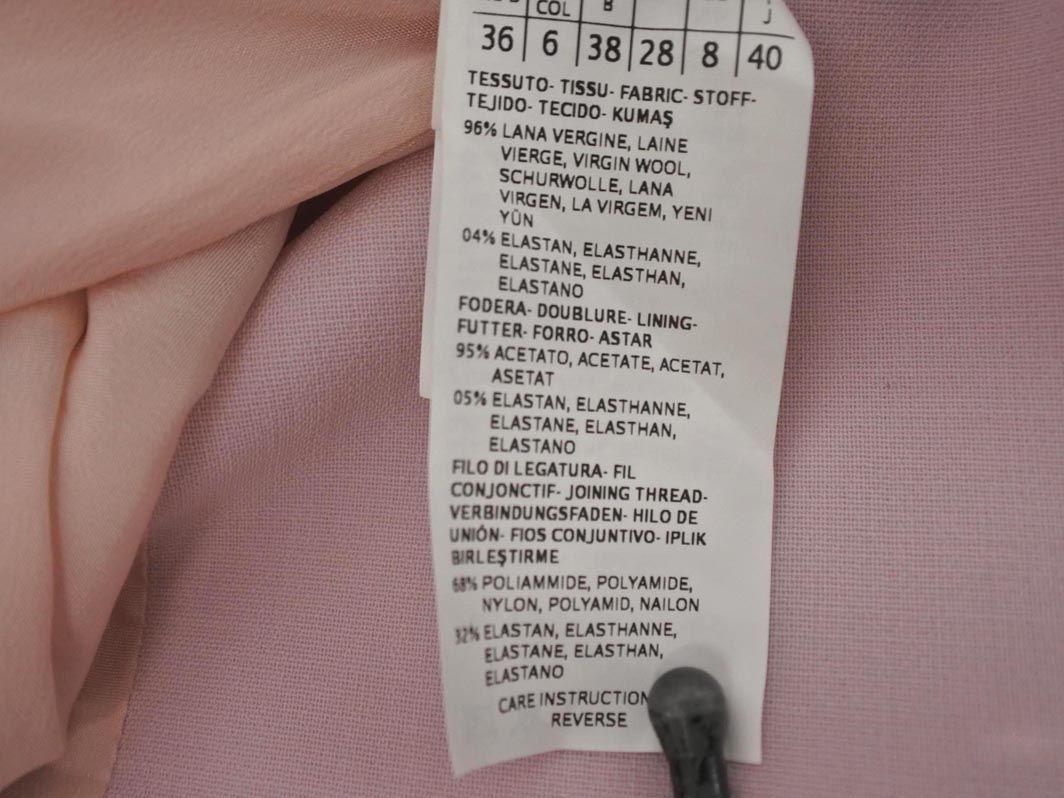 COL B J
36 6 38 28 8 40
TESSUTO- TISSU- FABRIC- STOFF-
TEJIDO- TECIDO- KUMAŞ
96% LANA VERGINE, LAINE
VIERGE, VIRGIN WOOL,
SCHURWOLLE, LANA
VIRGEN, LA VIRGEM, YENI
YÜN
04% ELASTAN, ELASTHANNE,
ELASTANE, ELASTHAN,
ELASTANO
FODERA- DOUBLURE- LINING-
FUTTER- FORRO- ASTAR
95% ACETATO, ACETATE, ACETAT,
ASETAT
05% ELASTAN, ELASTHANNE,
ELASTANE, ELASTHAN,
ELASTANO
FILO DI LEGATURA- FIL
CONJONCTIF- JOINING THREAD-
VERBINDUNGSFADEN- HILO DE
UNIÓN- FIOS CONJUNTIVO- IPLIK
BIRLEŞTIRME
68% POLIAMMIDE, POLYAMIDE,
NYLON, POLYAMID, NAILON
32% ELASTAN, ELASTHANNE,
ELASTANE, ELASTHAN,
ELASTANO
CARE INSTRUCTION
REVERSE